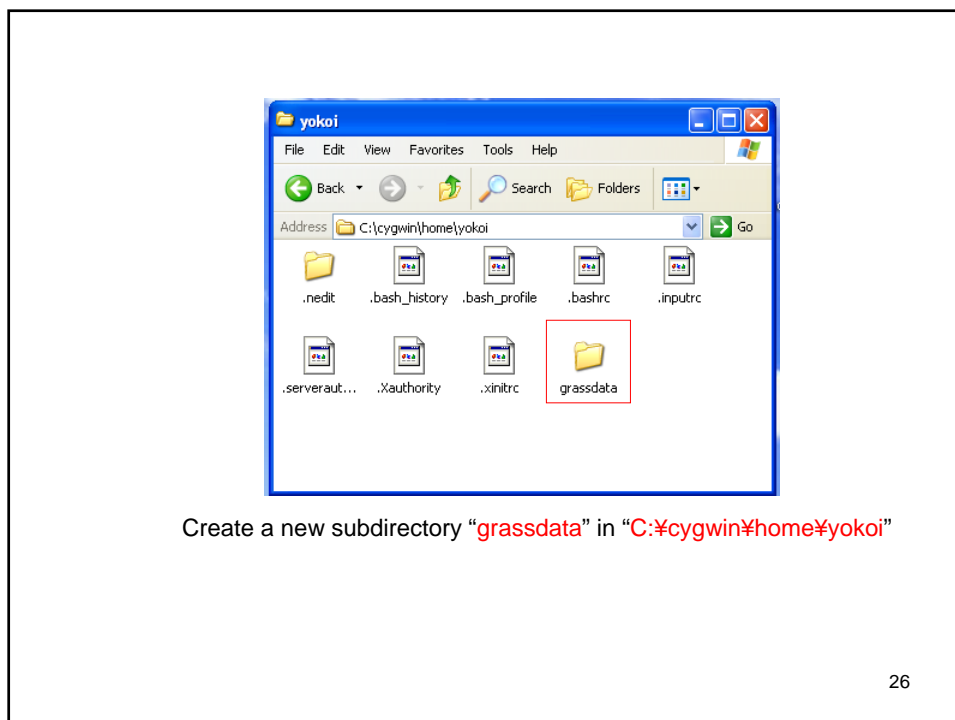 yokoi
File Edit View Favorites Tools Help
Back Search Folders
Address C:\cygwin\home\yokoi Go
.nedit .bash_history .bash_profile .bashrc .inputrc
.serveraut... .Xauthority .xinitrc grassdata
Create a new subdirectory “grassdata” in “C:¥cygwin¥home¥yokoi”
26